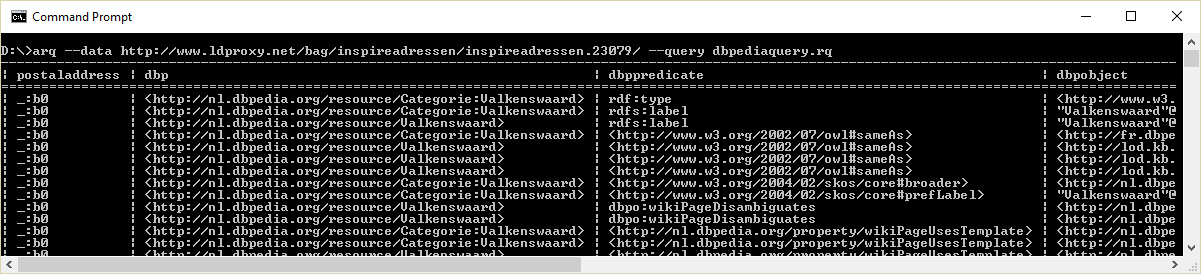 Command Prompt
D:\>arq --data http://www.ldproxy.net/bag/inspireadressen/inspireadressen.23079/ --query dbpediaquery.rq
| postaladdress | dbp | dbppredicate | dbpobject
| _:b0 | <http://nl.dbpedia.org/resource/Categorie:Valkenswaard> | rdf:type | <http://www.w3.
| _:b0 | <http://nl.dbpedia.org/resource/Categorie:Valkenswaard> | rdfs:label | "Valkenswaard"@
| _:b0 | <http://nl.dbpedia.org/resource/Valkenswaard> | rdfs:label | "Valkenswaard"@
| _:b0 | <http://nl.dbpedia.org/resource/Categorie:Valkenswaard> | <http://www.w3.org/2002/07/owl#sameAs> | <http://fr.dbpe
| _:b0 | <http://nl.dbpedia.org/resource/Valkenswaard> | <http://www.w3.org/2002/07/owl#sameAs> | <http://lod.kb.
| _:b0 | <http://nl.dbpedia.org/resource/Valkenswaard> | <http://www.w3.org/2002/07/owl#sameAs> | <http://lod.kb.
| _:b0 | <http://nl.dbpedia.org/resource/Valkenswaard> | <http://www.w3.org/2002/07/owl#sameAs> | <http://lod.kb.
| _:b0 | <http://nl.dbpedia.org/resource/Categorie:Valkenswaard> | <http://www.w3.org/2004/02/skos/core#broader> | <http://nl.dbpe
| _:b0 | <http://nl.dbpedia.org/resource/Categorie:Valkenswaard> | <http://www.w3.org/2004/02/skos/core#prefLabel> | "Valkenswaard"@
| _:b0 | <http://nl.dbpedia.org/resource/Valkenswaard> | dbpo:wikiPageDisambiguates | <http://nl.dbpe
| _:b0 | <http://nl.dbpedia.org/resource/Valkenswaard> | dbpo:wikiPageDisambiguates | <http://nl.dbpe
| _:b0 | <http://nl.dbpedia.org/resource/Categorie:Valkenswaard> | <http://nl.dbpedia.org/property/wikiPageUsesTemplate> | <http://nl.dbpe
| _:b0 | <http://nl.dbpedia.org/resource/Categorie:Valkenswaard> | <http://nl.dbpedia.org/property/wikiPageUsesTemplate> | <http://nl.dbpe
| _:b0 | <http://nl.dbpedia.org/resource/Valkenswaard> | <http://nl.dbpedia.org/property/wikiPageUsesTemplate> | <http://nl.dbpe